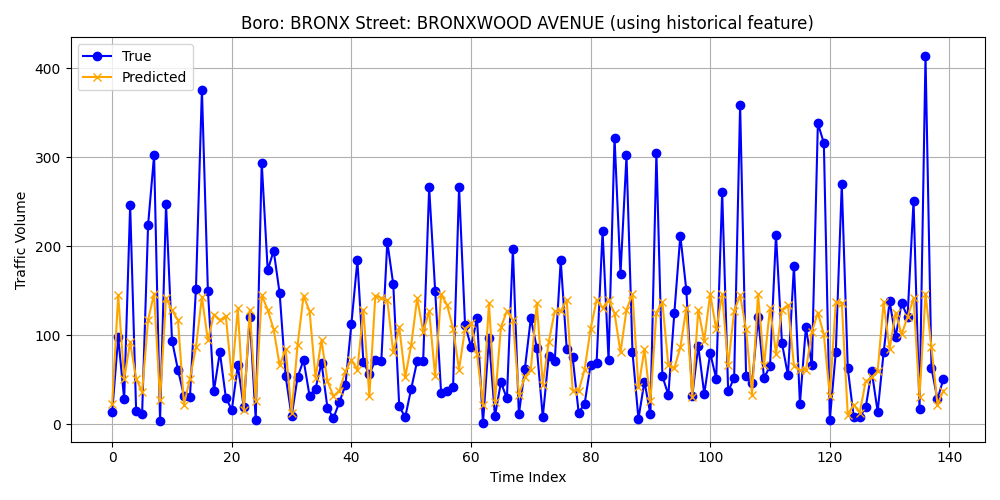 Boro: BRONX Street: BRONXWOOD AVENUE (using historical feature)
True
Predicted
Traffic Volume
400
300
200
100
0
0 20 40 60 80 100 120 140
Time Index